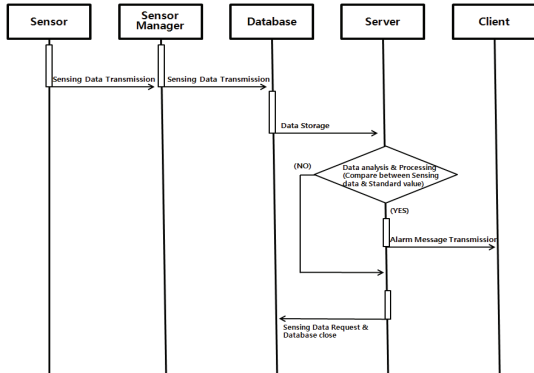 Sensor
Sensor
Manager
Database
Server
Client
Sensing Data Transmission
Sensing Data Transmission
Data Storage
Data analysis & Processing
(Compare between Sensing
data & Standard value)
(NO)
(YES)
Alarm Message Transmission
Sensing Data Request &
Database close